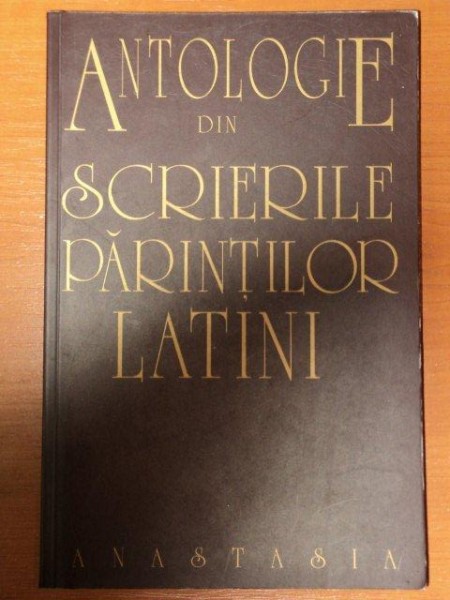 ANTOLOGIE
DIN
SCRIERILE
PĂRINȚILOR
LATINI
ANASTASIA